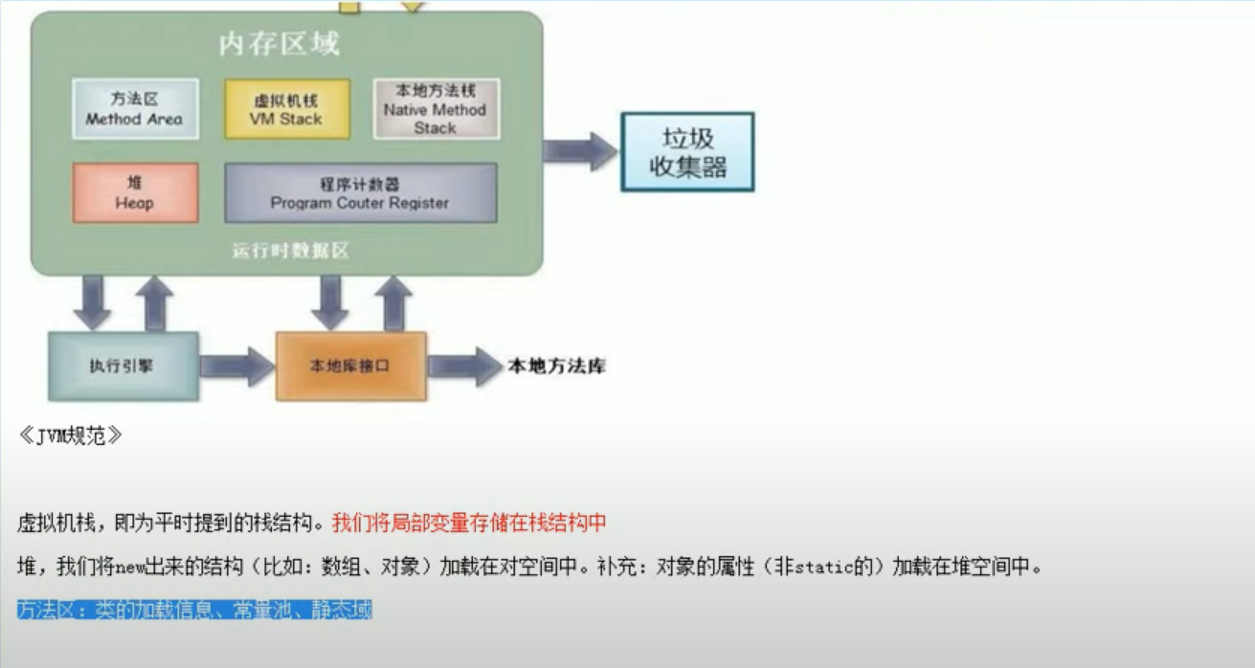 内存区域
方法区
Method Area
虚拟机栈
VM Stack
本地方法栈
Native Method
Stack
垃圾
收集器
堆
Heap
程序计数器
Program Couter Register
运行时数据区
执行引擎
本地库接口
本地方法库
《JVM规范》
虚拟机栈，即为平时提到的栈结构。我们将局部变量存储在栈结构中
堆，我们将new出来的结构（比如：数组、对象）加载在对空间中。补充：对象的属性（非static的）加载在堆空间中。
方法区：类的加载信息、常量池、静态域